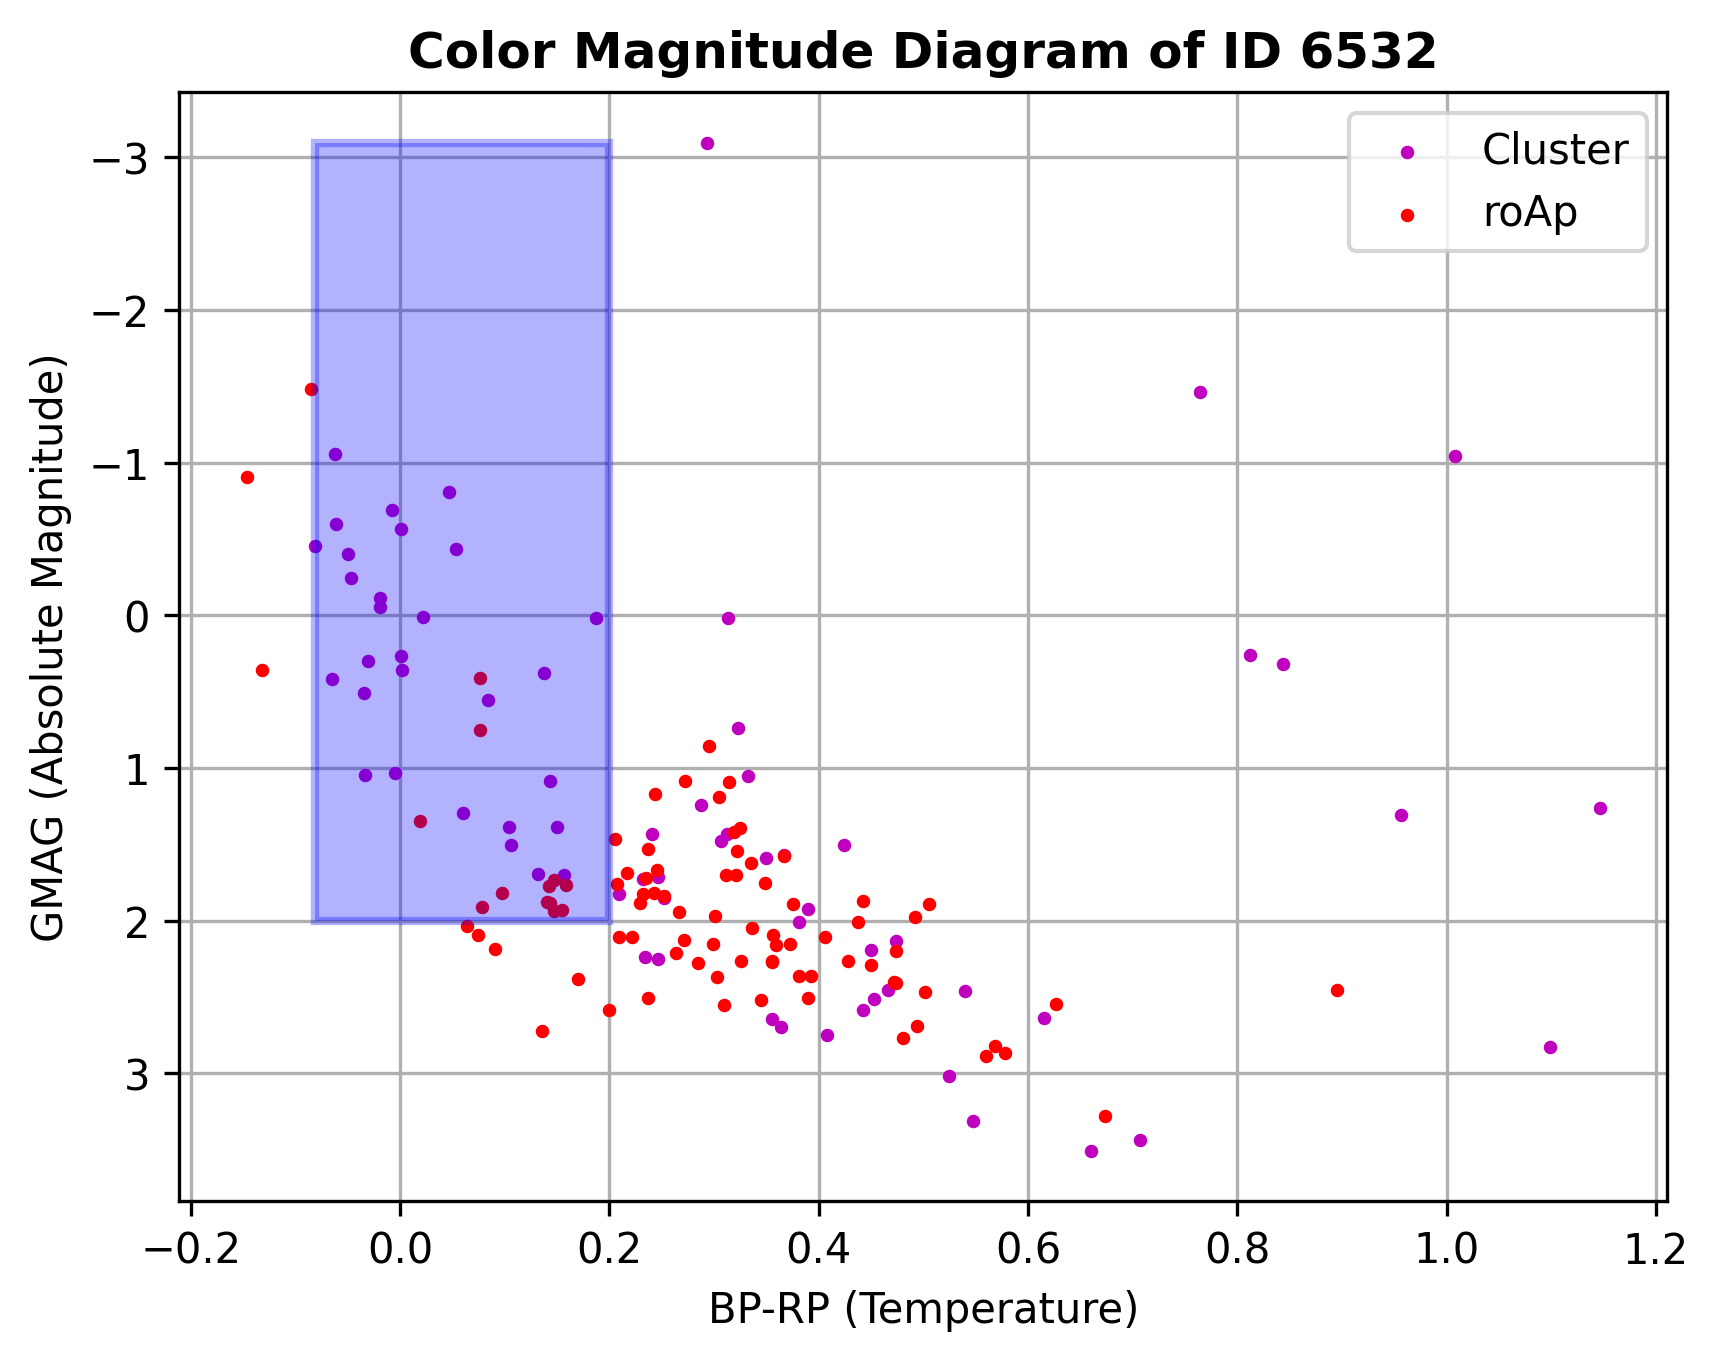 Color Magnitude Diagram of ID 6532
Cluster
roAp
−3
−2
−1
0
1
2
3
GMAG (Absolute Magnitude)
−0.2 0.0 0.2 0.4 0.6 0.8 1.0 1.2
BP-RP (Temperature)